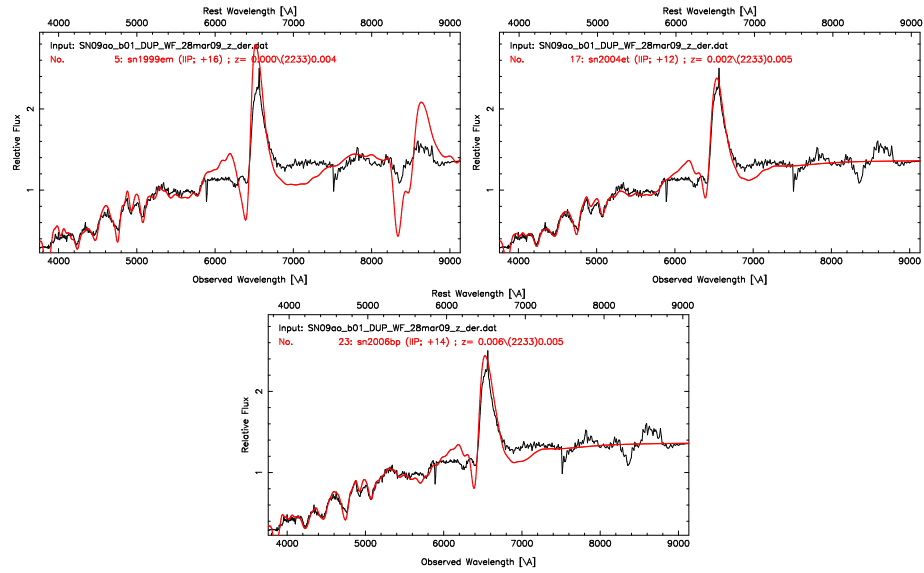 Rest Wavelength [\A]
4000 5000 6000 7000 8000 9000
Input: SN09ao_b01_DUP_WF_28mar09_z_der.dat
No. 5: sn1999em (IIP; +16) ; z= 0.000\(2233)0.004
Relative Flux
2
1
4000 5000 6000 7000 8000 9000
Observed Wavelength [\A]
Rest Wavelength [\A]
4000 5000 6000 7000 8000 9000
Input: SN09ao_b01_DUP_WF_28mar09_z_der.dat
No. 17: sn2004et (IIP; +12) ; z= 0.002\(2233)0.005
Relative Flux
2
1
4000 5000 6000 7000 8000 9000
Observed Wavelength [\A]
Rest Wavelength [\A]
4000 5000 6000 7000 8000 9000
Input: SN09ao_b01_DUP_WF_28mar09_z_der.dat
No. 23: sn2006bp (IIP; +14) ; z= 0.006\(2233)0.005
Relative Flux
2
1
4000 5000 6000 7000 8000 9000
Observed Wavelength [\A]